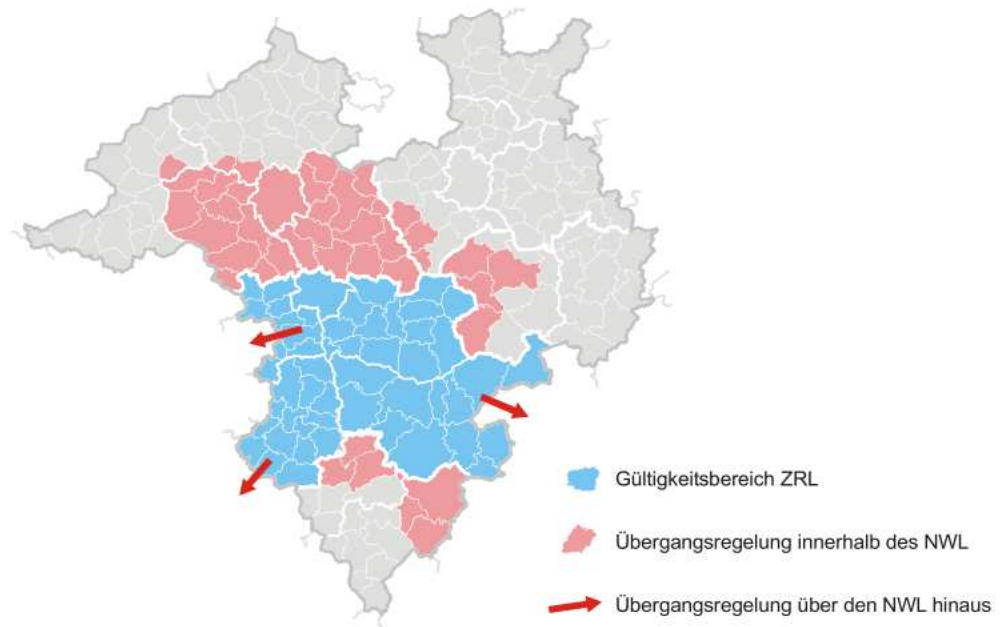 Gültigkeitsbereich ZRL
Übergangsregelung innerhalb des NWL
Übergangsregelung über den NWL hinaus